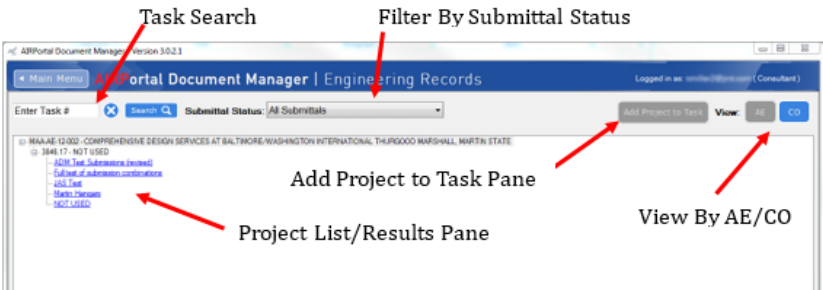 Task Search
Filter By Submittal Status
AIRPortal Document Manager Version 3.0.2.1
Main Menu
AIRPortal Document Manager | Engineering Records
Logged in as: (Consultant)
Enter Task #
Search
Submittal Status: All Submittals
Add Project to Task
View:
AE
CO
MAA-AE-12-002 - COMPREHENSIVE DESIGN SERVICES AT BALTIMORE/WASHINGTON INTERNATIONAL THURGOOD MARSHALL, MARTIN STATE
3846.17 - NOT USED
ADM Test Submissions (revised)
Full test of submission combinations
JAS Test
Martin Hangars
NOT USED
Add Project to Task Pane
View By AE/CO
Project List/Results Pane